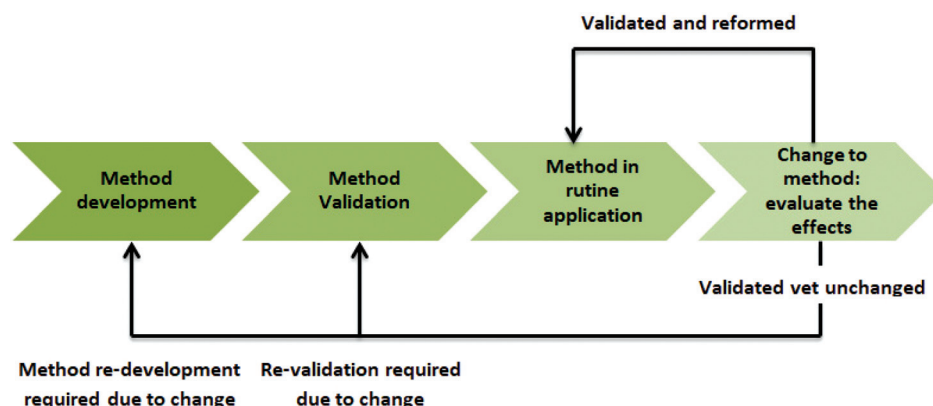 Validated and reformed
Method
development
Method
Validation
Method in
rutine
application
Change to
method:
evaluate the
effects
Validated vet unchanged
Method re-development
required due to change
Re-validation required
due to change